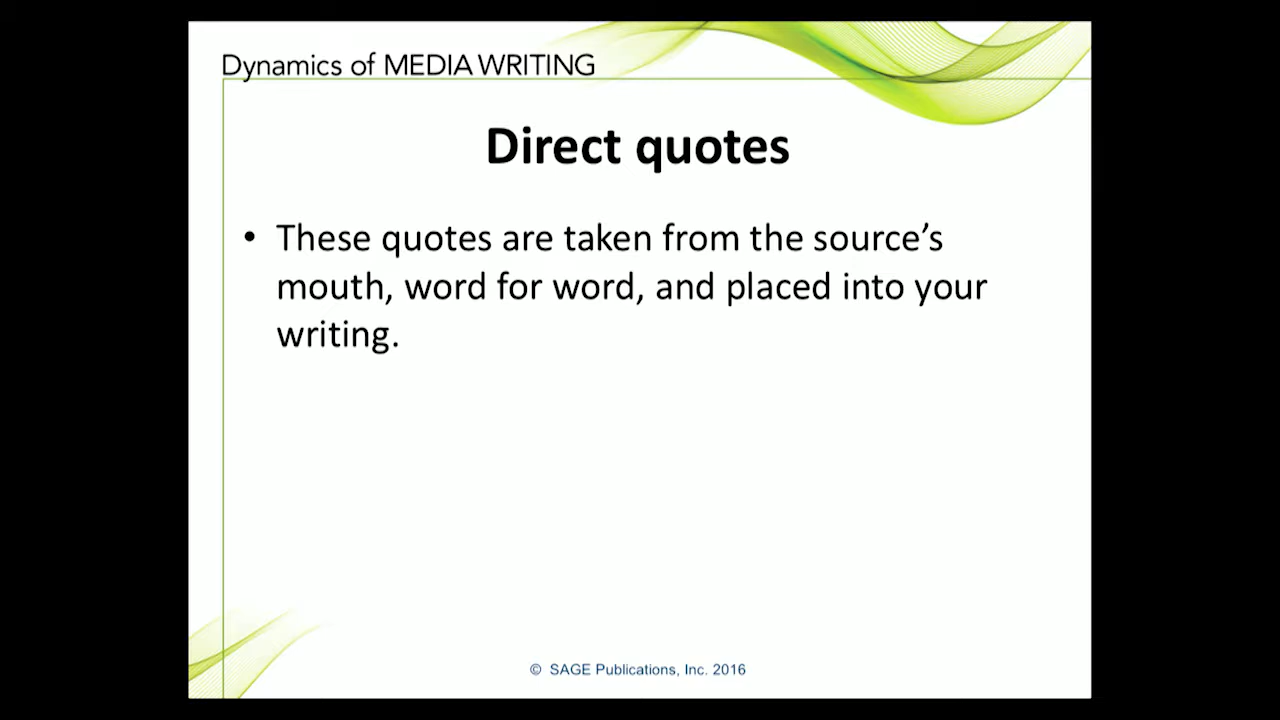 Dynamics of MEDIA WRITING
Direct quotes
• These quotes are taken from the source’s
mouth, word for word, and placed into your
writing.
© SAGE Publications, Inc. 2016